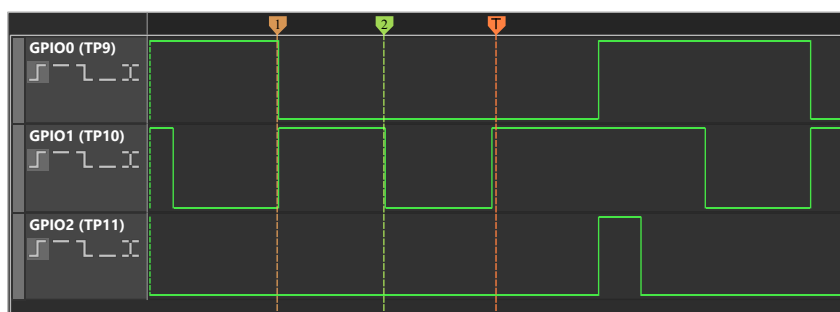 1 2 T
GPIO0 (TP9)
GPIO1 (TP10)
GPIO2 (TP11)